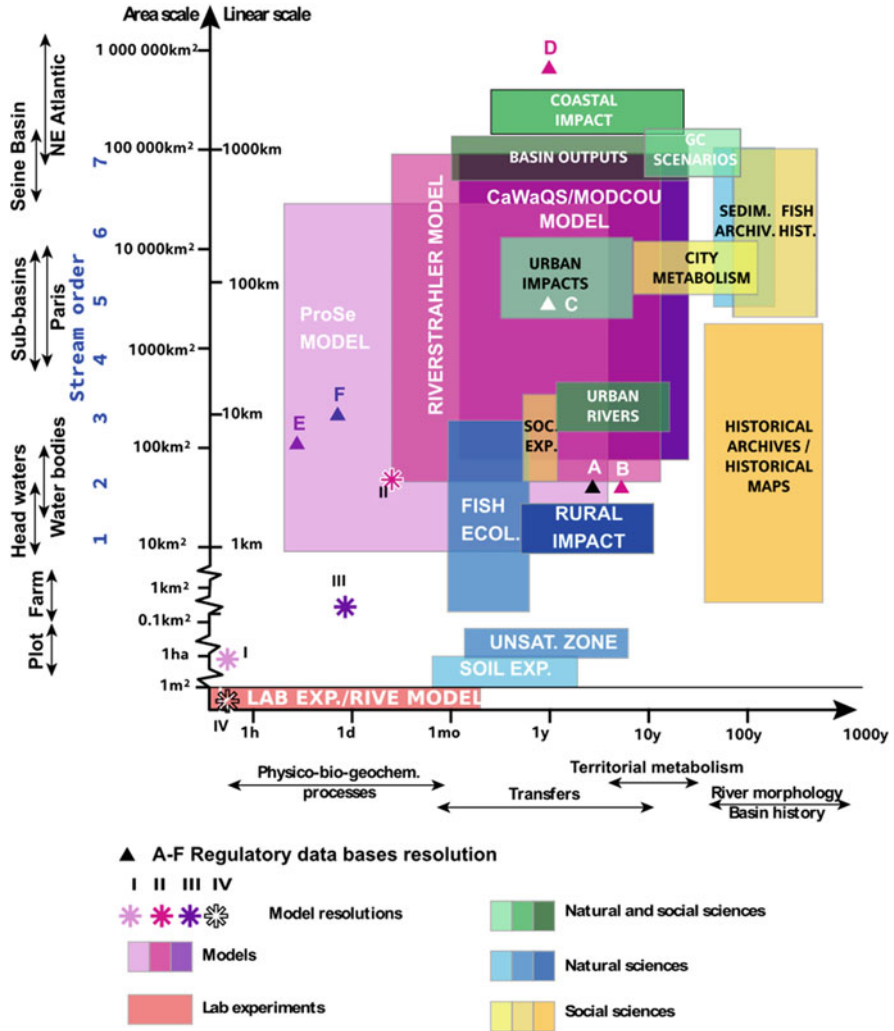 Area scale
Linear scale
1 000 000km²
100 000km²
10 000km²
1000km²
100km²
10km²
1km²
0.1km²
1ha
1m²
1000km
100km
10km
1km
NE Atlantic
Seine Basin
Paris
Sub-basins
Water bodies
Head waters
Farm
Plot
Stream order
7
6
5
4
3
2
1
D
COASTAL
IMPACT
BASIN OUTPUTS
GC
SCENARIOS
CaWaQS/MODCOU
MODEL
RIVERSTRAHLER MODEL
SEDIM.
ARCHIV.
FISH
HIST.
URBAN
IMPACTS
C
CITY
METABOLISM
ProSe
MODEL
E
F
URBAN
RIVERS
SOC.
EXP.
A
B
HISTORICAL
ARCHIVES /
HISTORICAL
MAPS
II
FISH
ECOL.
RURAL
IMPACT
III
I
UNSAT. ZONE
SOIL EXP.
LAB EXP./RIVE MODEL
IV
1h
1d
1mo
1y
10y
100y
1000y
Physico-bio-geochem.
processes
Transfers
Territorial metabolism
River morphology
Basin history
A-F Regulatory data bases resolution
I II III IV
Model resolutions
Models
Lab experiments
Natural and social sciences
Natural sciences
Social sciences